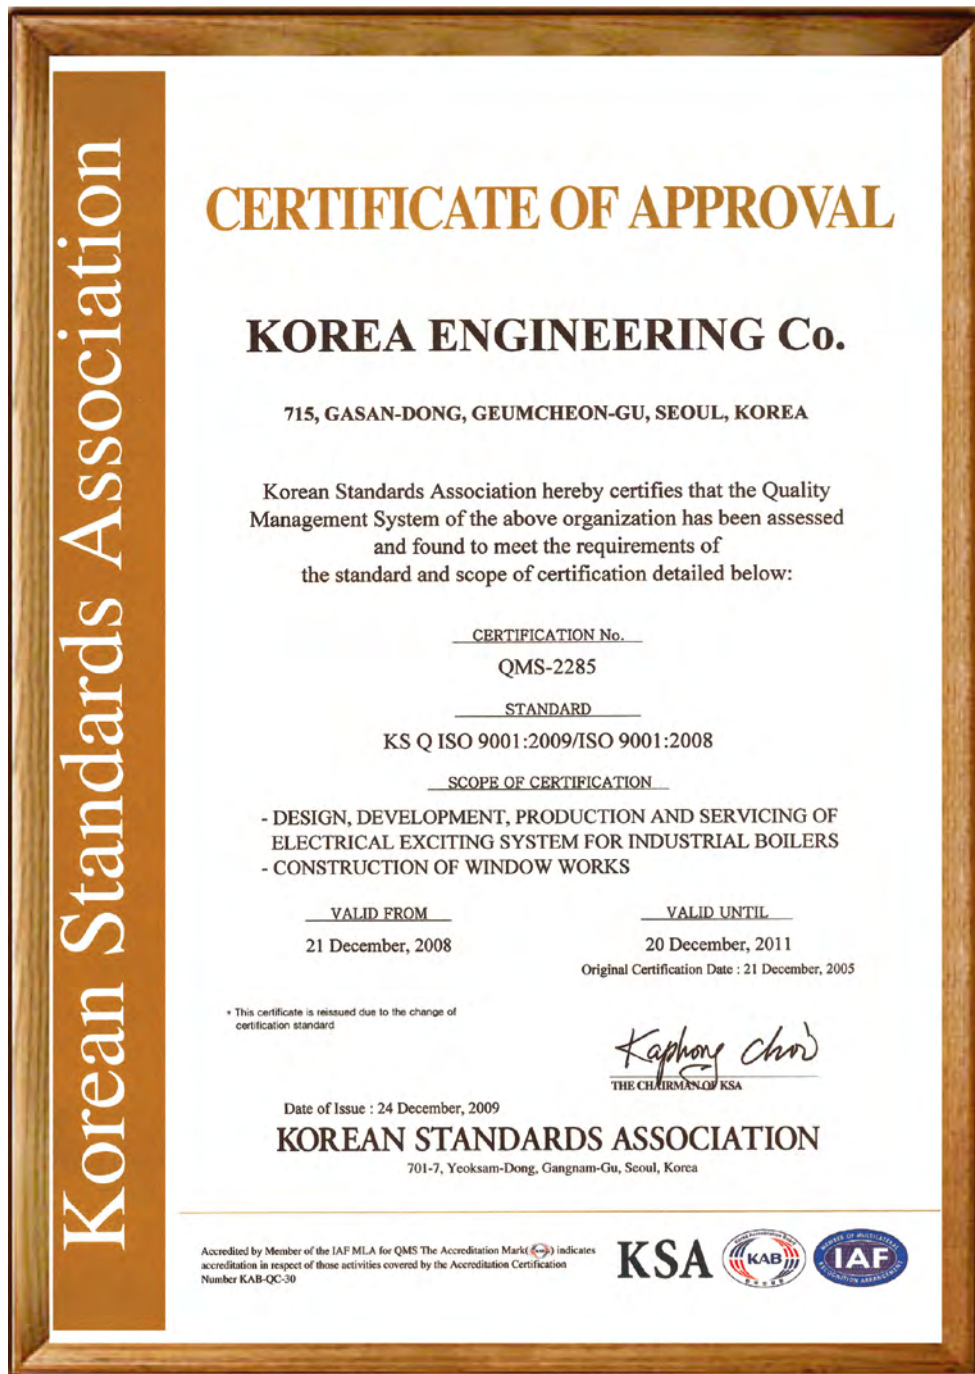 Korean Standards Association
CERTIFICATE OF APPROVAL
KOREA ENGINEERING Co.
715, GASAN-DONG, GEUMCHEON-GU, SEOUL, KOREA
Korean Standards Association hereby certifies that the Quality
Management System of the above organization has been assessed
and found to meet the requirements of
the standard and scope of certification detailed below:
CERTIFICATION No.
QMS-2285
STANDARD
KS Q ISO 9001:2009/ISO 9001:2008
SCOPE OF CERTIFICATION
- DESIGN, DEVELOPMENT, PRODUCTION AND SERVICING OF
ELECTRICAL EXCITING SYSTEM FOR INDUSTRIAL BOILERS
- CONSTRUCTION OF WINDOW WORKS
VALID FROM
21 December, 2008
VALID UNTIL
20 December, 2011
Original Certification Date : 21 December, 2005
* This certificate is reissued due to the change of
certification standard
Kaphong Choi
THE CHAIRMAN OF KSA
Date of Issue : 24 December, 2009
KOREAN STANDARDS ASSOCIATION
701-7, Yeoksam-Dong, Gangnam-Gu, Seoul, Korea
Accredited by Member of the IAF MLA for QMS The Accreditation Mark( ) indicates
accreditation in respect of those activities covered by the Accreditation Certification
Number KAB-QC-30
KSA
KAB
MEMBER OF MULTILATERAL
IAF
RECOGNITION ARRANGEMENT